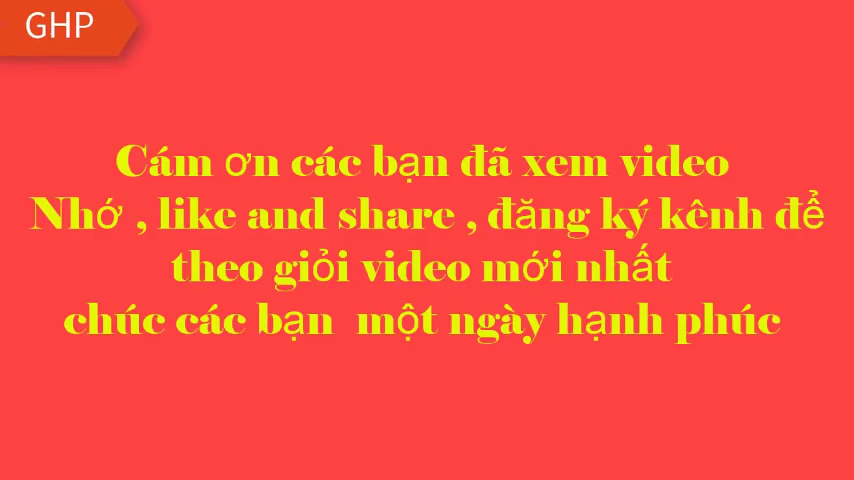 GHP
Cám ơn các bạn đã xem video
Nhớ , like and share , đăng ký kênh để
theo giỏi video mới nhất
chúc các bạn  một ngày hạnh phúc